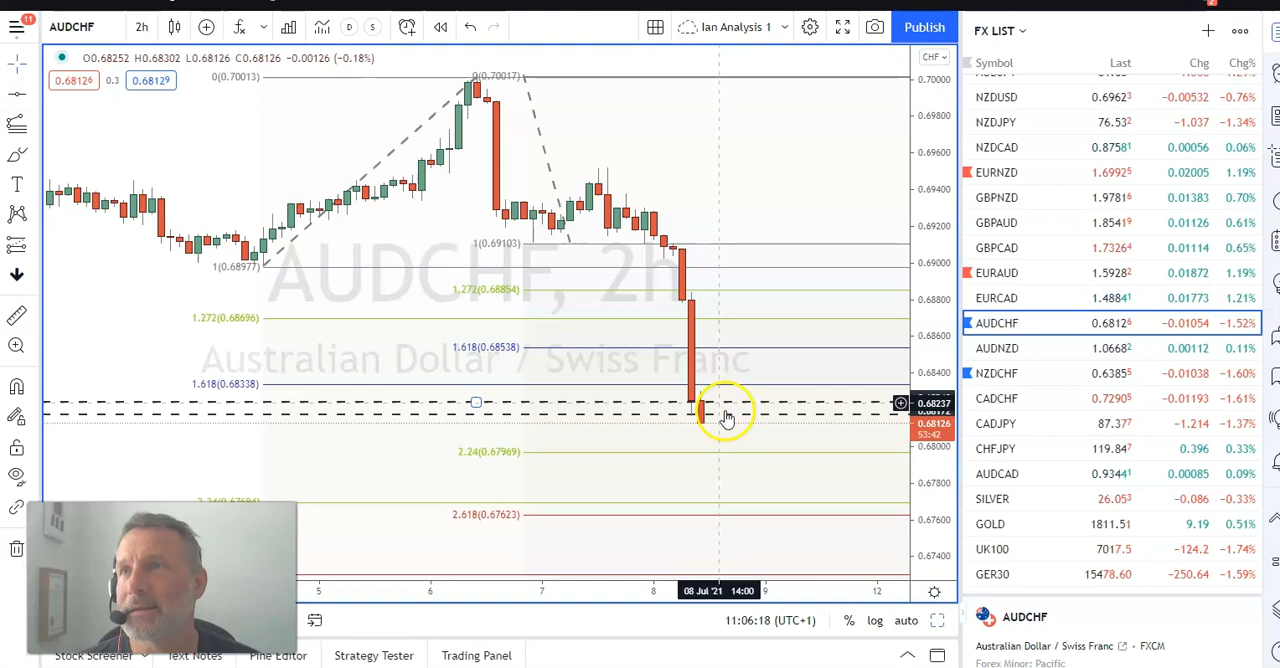 11
AUDCHF
2h
D
S
Ian Analysis 1
Publish
O0.68252 H0.68302 L0.68126 C0.68126 −0.00126 (−0.18%)
0.68126
0.3
0.68129
CHF
0(0.70013)
0(0.70017)
1(0.69103)
1(0.68977)
1.272(0.68854)
1.272(0.68696)
1.618(0.68538)
1.618(0.68338)
2.24(0.67969)
2.618(0.67623)
AUDCHF, 2h
Australian Dollar / Swiss Franc
0.70000
0.69800
0.69600
0.69400
0.69200
0.69000
0.68800
0.68600
0.68400
0.68237
0.68172
0.68126
53:42
0.68000
0.67800
0.67600
0.67400
5
6
7
8
08 Jul '21 14:00
9
12
11:06:18 (UTC+1)
%
log
auto
Stock Screener
Text Notes
Pine Editor
Strategy Tester
Trading Panel
FX LIST
Symbol Last Chg Chg%
NZDUSD 0.69623 −0.00532 −0.76%
NZDJPY 76.532 −1.037 −1.34%
NZDCAD 0.87581 0.00056 0.06%
EURNZD 1.69925 0.02005 1.19%
GBPNZD 1.97816 0.01383 0.70%
GBPAUD 1.85419 0.01126 0.61%
GBPCAD 1.73264 0.01114 0.65%
EURAUD 1.59282 0.01872 1.19%
EURCAD 1.48841 0.01773 1.21%
AUDCHF 0.68126 −0.01054 −1.52%
AUDNZD 1.06682 0.00112 0.11%
NZDCHF 0.63855 −0.01038 −1.60%
CADCHF 0.72905 −0.01193 −1.61%
CADJPY 87.377 −1.214 −1.37%
CHFJPY 119.847 0.396 0.33%
AUDCAD 0.93441 0.00085 0.09%
SILVER 26.053 −0.086 −0.33%
GOLD 1811.51 9.19 0.51%
UK100 7017.5 −124.2 −1.74%
GER30 15478.60 −250.64 −1.59%
AUDCHF
Australian Dollar / Swiss Franc • FXCM
Forex Minor: Pacific